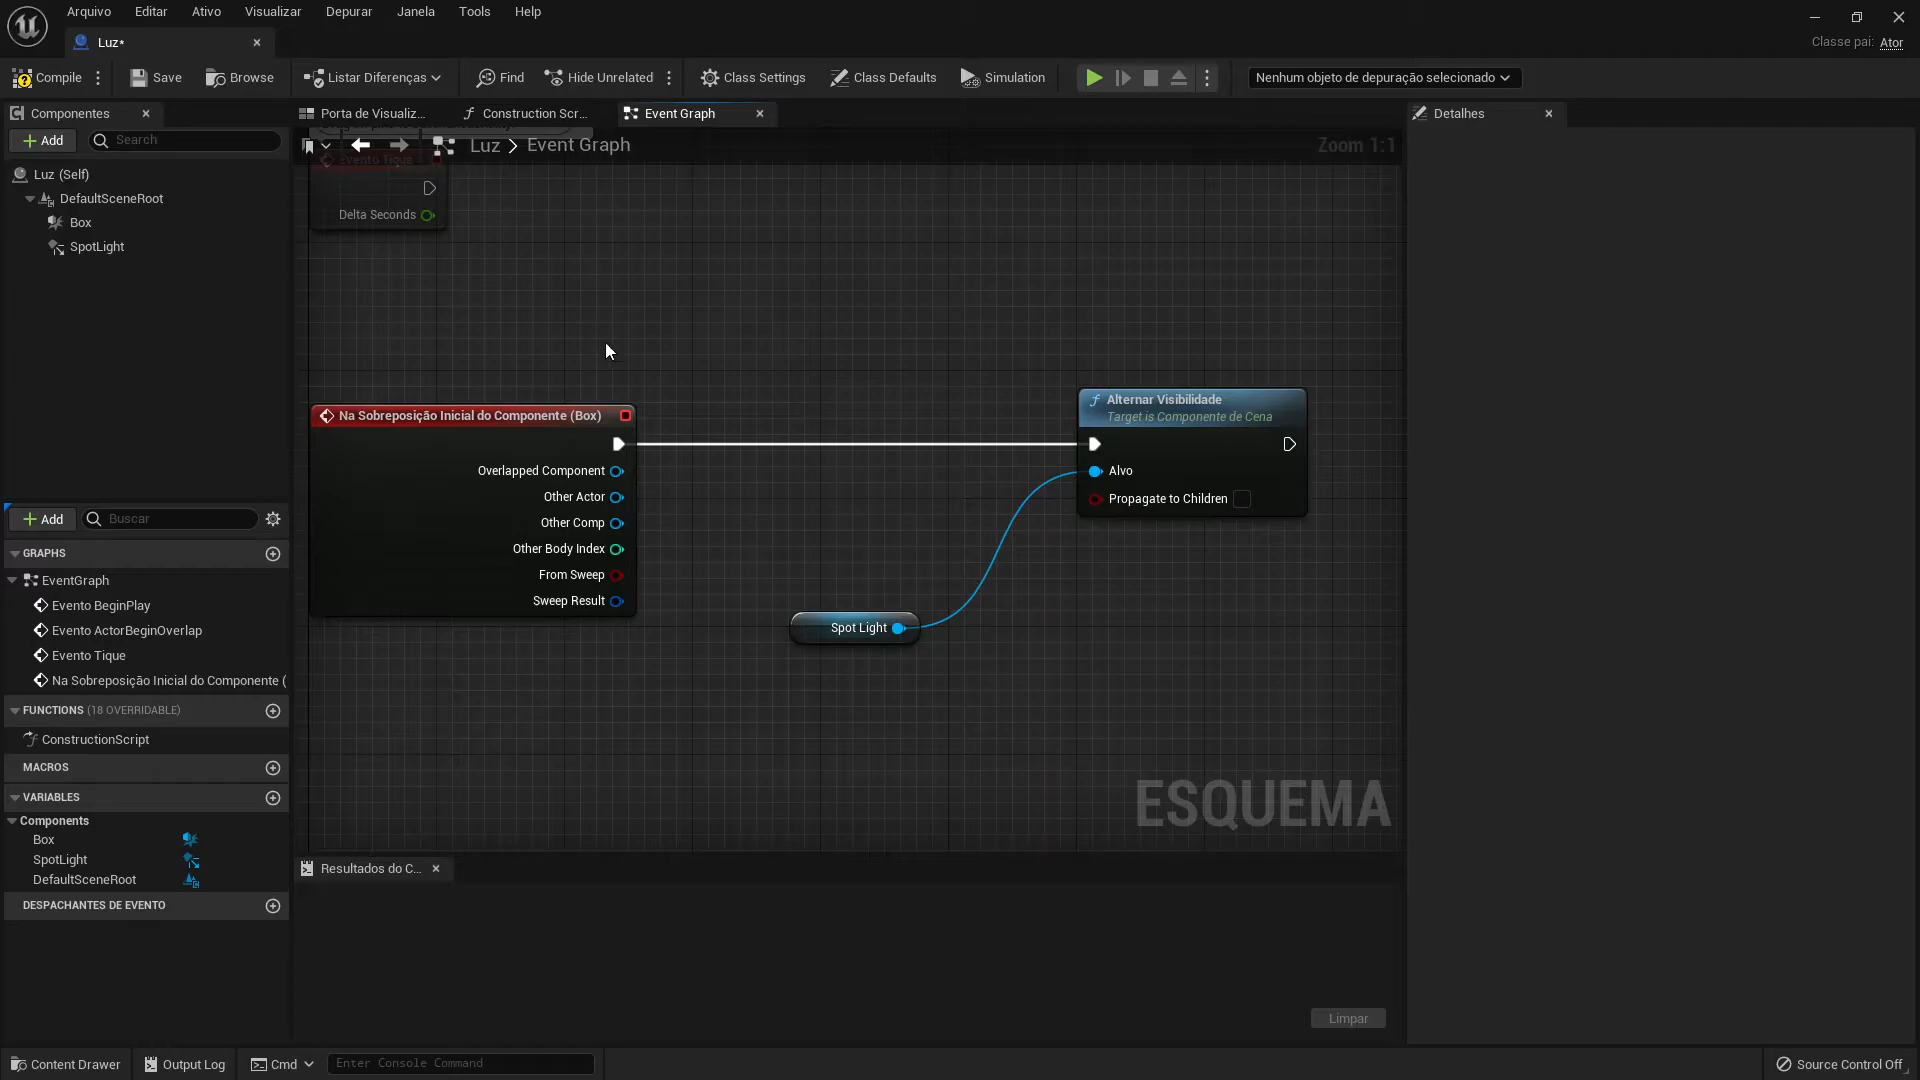 Arquivo Editar Ativo Visualizar Depurar Janela Tools Help
Luz*
Classe pai: Ator
Compile Save Browse Listar Diferenças Find Hide Unrelated Class Settings Class Defaults Simulation Nenhum objeto de depuração selecionado
Componentes
Porta de Visualiz...
Construction Scr...
Event Graph
Detalhes
Add
Search
Luz > Event Graph
Zoom 1:1
Luz (Self)
DefaultSceneRoot
Box
SpotLight
Evento Tique
Delta Seconds
Na Sobreposição Inicial do Componente (Box)
Overlapped Component
Other Actor
Other Comp
Other Body Index
From Sweep
Sweep Result
Spot Light
Alternar Visibilidade
Target is Componente de Cena
Alvo
Propagate to Children
ESQUEMA
Add
Buscar
GRAPHS
EventGraph
Evento BeginPlay
Evento ActorBeginOverlap
Evento Tique
Na Sobreposição Inicial do Componente (
FUNCTIONS (18 OVERRIDABLE)
ConstructionScript
MACROS
VARIABLES
Components
Box
SpotLight
DefaultSceneRoot
DESPACHANTES DE EVENTO
Resultados do C...
Limpar
Content Drawer
Output Log
Cmd
Enter Console Command
Source Control Off